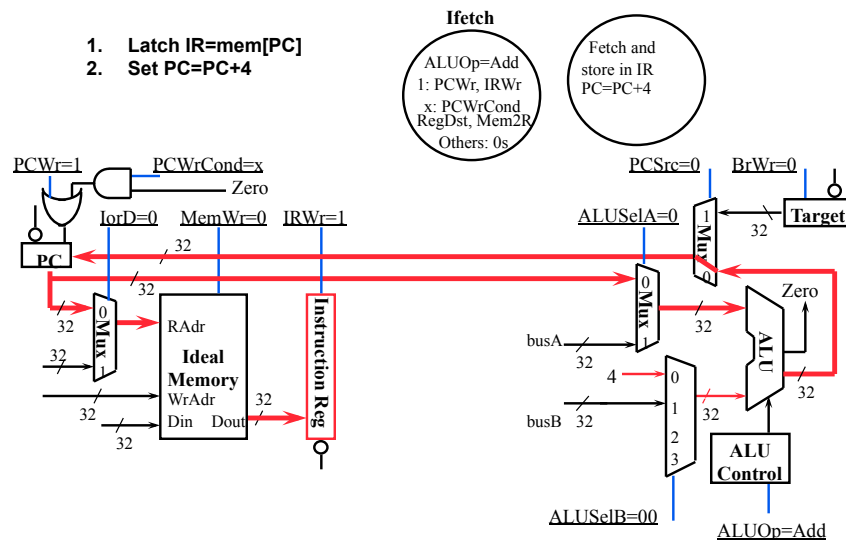 Ifetch
1. Latch IR=mem[PC]
2. Set PC=PC+4
ALUOp=Add
1: PCWr, IRWr
x: PCWrCond
RegDst, Mem2R
Others: 0s
Fetch and
store in IR
PC=PC+4
PCWr=1
PCWrCond=x
Zero
PCSrc=0
BrWr=0
IorD=0
MemWr=0
IRWr=1
ALUSelA=0
1
Mux
0
32
Target
PC
32
32
32
0
Mux
1
32
RAdr
Ideal
Memory
WrAdr
Din
Dout
32
32
32
Instruction Reg
0
Mux
1
32
busA
32
Zero
ALU
32
4
0
1
2
3
32
busB
32
ALU
Control
ALUSelB=00
ALUOp=Add